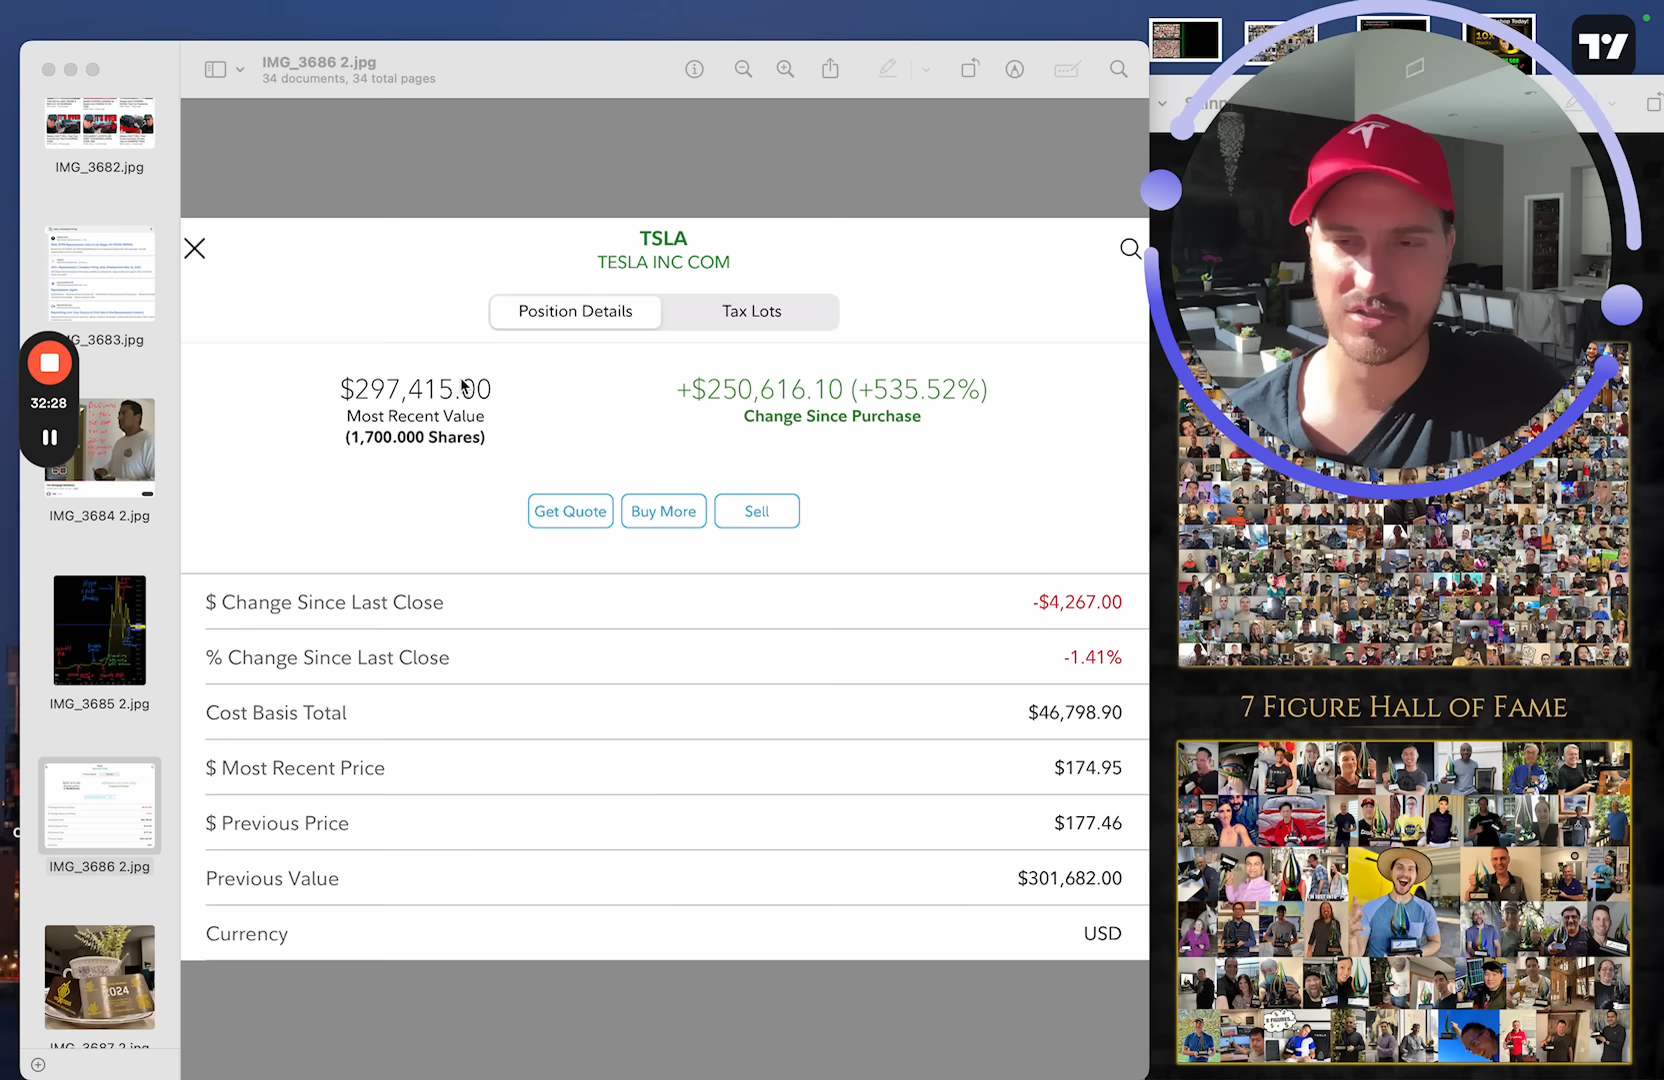 IMG_3686 2.jpg
34 documents, 34 total pages
IMG_3682.jpg
G_3683.jpg
32:28
IMG_3684 2.jpg
IMG_3685 2.jpg
IMG_3686 2.jpg
2024
IMG_3687 2.jpg
TSLA
TESLA INC COM
Position Details
Tax Lots
$297,415.00
Most Recent Value
(1,700.000 Shares)
+$250,616.10 (+535.52%)
Change Since Purchase
Get Quote
Buy More
Sell
$ Change Since Last Close
-$4,267.00
% Change Since Last Close
-1.41%
Cost Basis Total
$46,798.90
$ Most Recent Price
$174.95
$ Previous Price
$177.46
Previous Value
$301,682.00
Currency
USD
7 Figure Hall of Fame